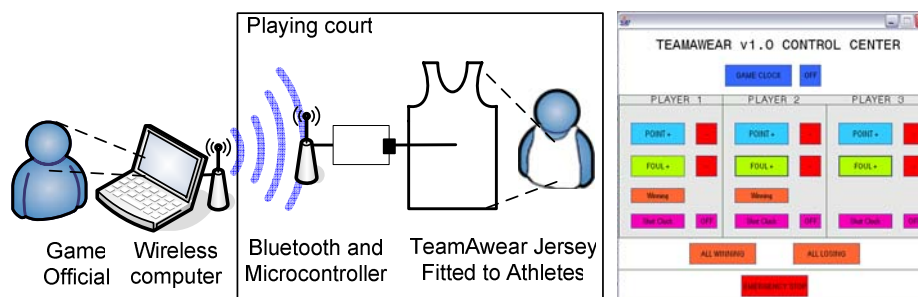 Playing court
Game
Official
Wireless
computer
Bluetooth and
Microcontroller
TeamAwear Jersey
Fitted to Athletes
TEAMAWEAR v1.0 CONTROL CENTER
GAME CLOCK OFF
PLAYER 1 PLAYER 2 PLAYER 3
POINT + POINT + POINT +
FOUL + FOUL + FOUL +
Winning Winning
Shot Clock OFF Shot Clock OFF Shot Clock OFF
ALL WINNING ALL LOSING
EMERGENCY STOP